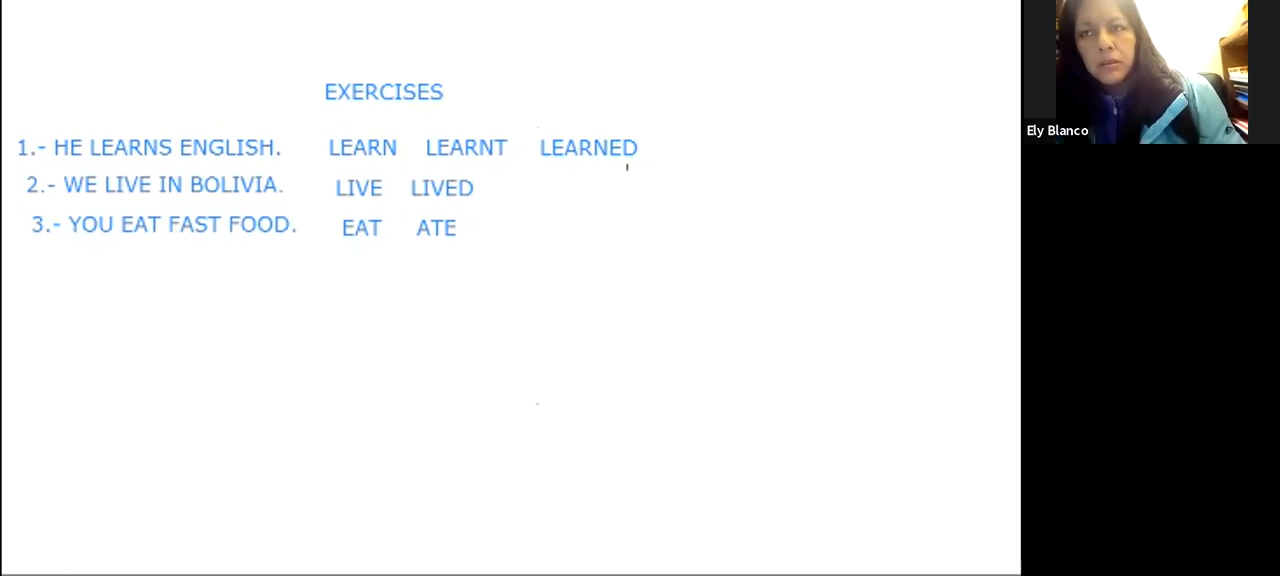 EXERCISES
1.- HE LEARNS ENGLISH. LEARN LEARNT LEARNED
2.- WE LIVE IN BOLIVIA. LIVE LIVED
3.- YOU EAT FAST FOOD. EAT ATE
Ely Blanco